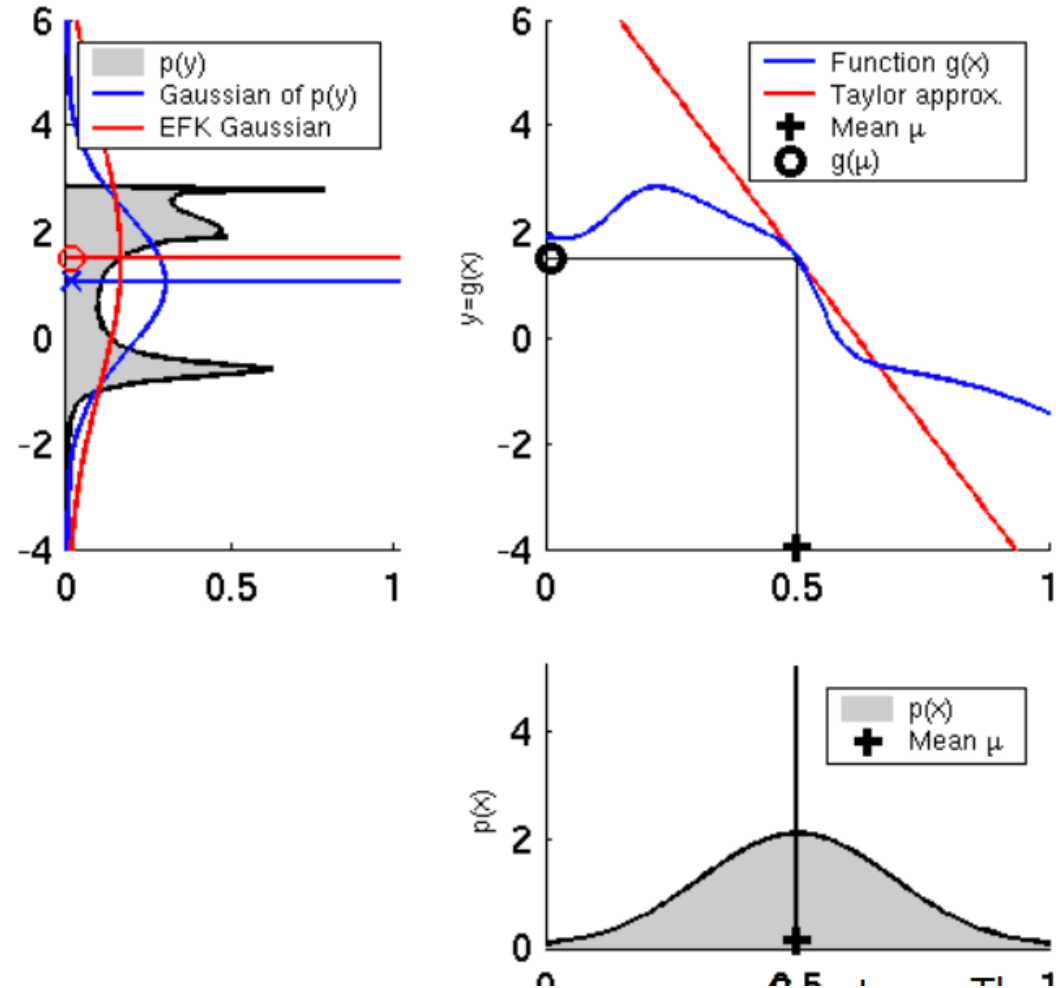 6
4
2
0
-2
-4
0
0.5
1
p(y)
Gaussian of p(y)
EFK Gaussian
6
4
2
0
-2
-4
0
0.5
1
y=g(x)
Function g(x)
Taylor approx.
Mean μ
g(μ)
4
2
0
p(x)
p(x)
Mean μ